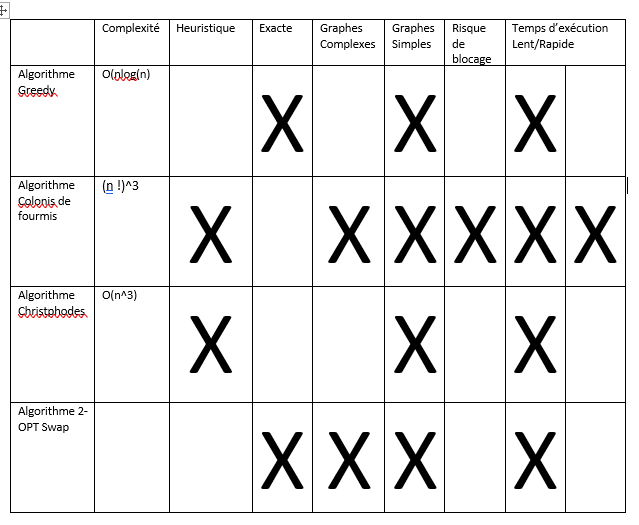 Complexité Heuristique Exacte Graphes Graphes Risque Temps d’exécution
Complexes Simples de Lent/Rapide
blocage
Algorithme O(nlog(n)
Greedy
X X X
Algorithme (n !)^3
Colonis de
fourmis
X X X X X X
Algorithme O(n^3)
Christphodes
X X X
Algorithme 2-
OPT Swap
X X X X